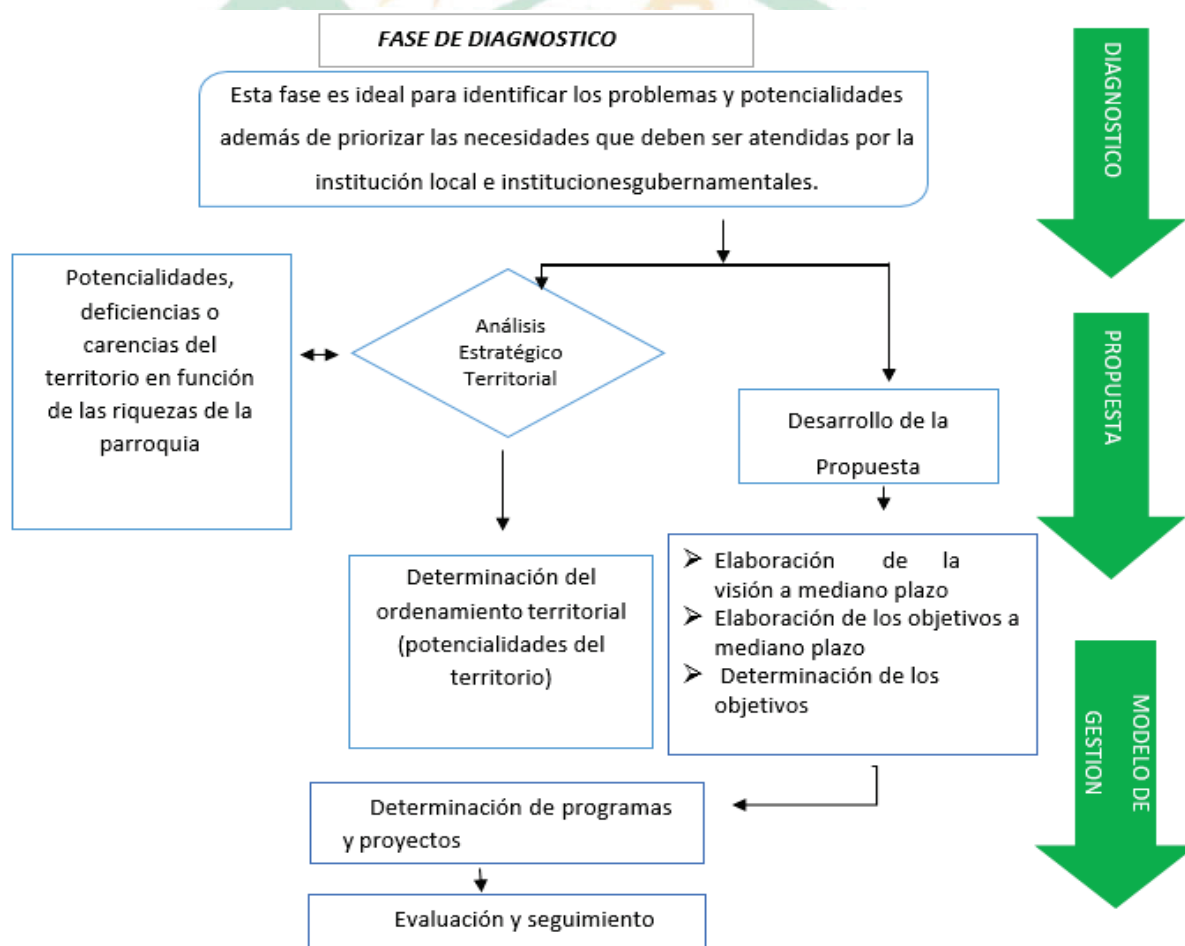 FASE DE DIAGNOSTICO
Esta fase es ideal para identificar los problemas y potencialidades
además de priorizar las necesidades que deben ser atendidas por la
institución local e institucionesgubernamentales.
Potencialidades,
deficiencias o
carencias del
territorio en función
de las riquezas de la
parroquia
Análisis
Estratégico
Territorial
Desarrollo de la
Propuesta
Determinación del
ordenamiento territorial
(potencialidades del
territorio)
➢ Elaboración de la
visión a mediano plazo
➢ Elaboración de los objetivos a
mediano plazo
➢ Determinación de los
objetivos
Determinación de programas
y proyectos
Evaluación y seguimiento
DIAGNOSTICO
PROPUESTA
MODELO DE
GESTION